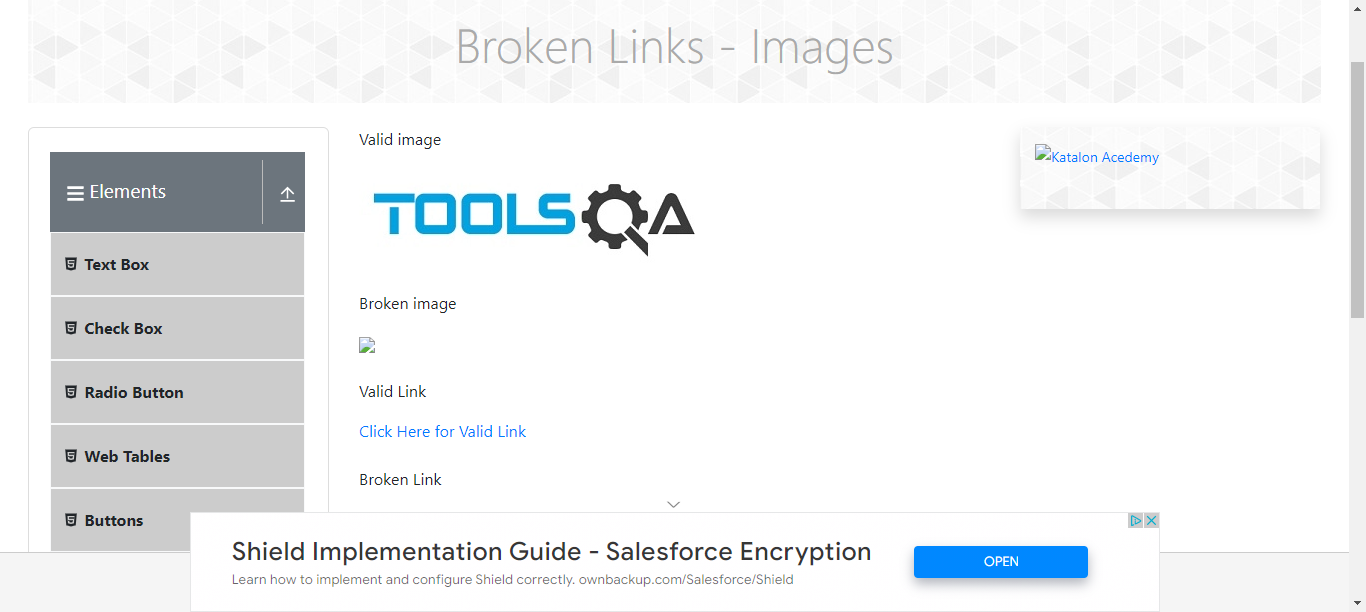 Broken Links - Images
Elements
Text Box
Check Box
Radio Button
Web Tables
Buttons
Valid image
TOOLSQA
Broken image
Valid Link
Click Here for Valid Link
Broken Link
Katalon Acedemy
Shield Implementation Guide - Salesforce Encryption
Learn how to implement and configure Shield correctly. ownbackup.com/Salesforce/Shield
OPEN